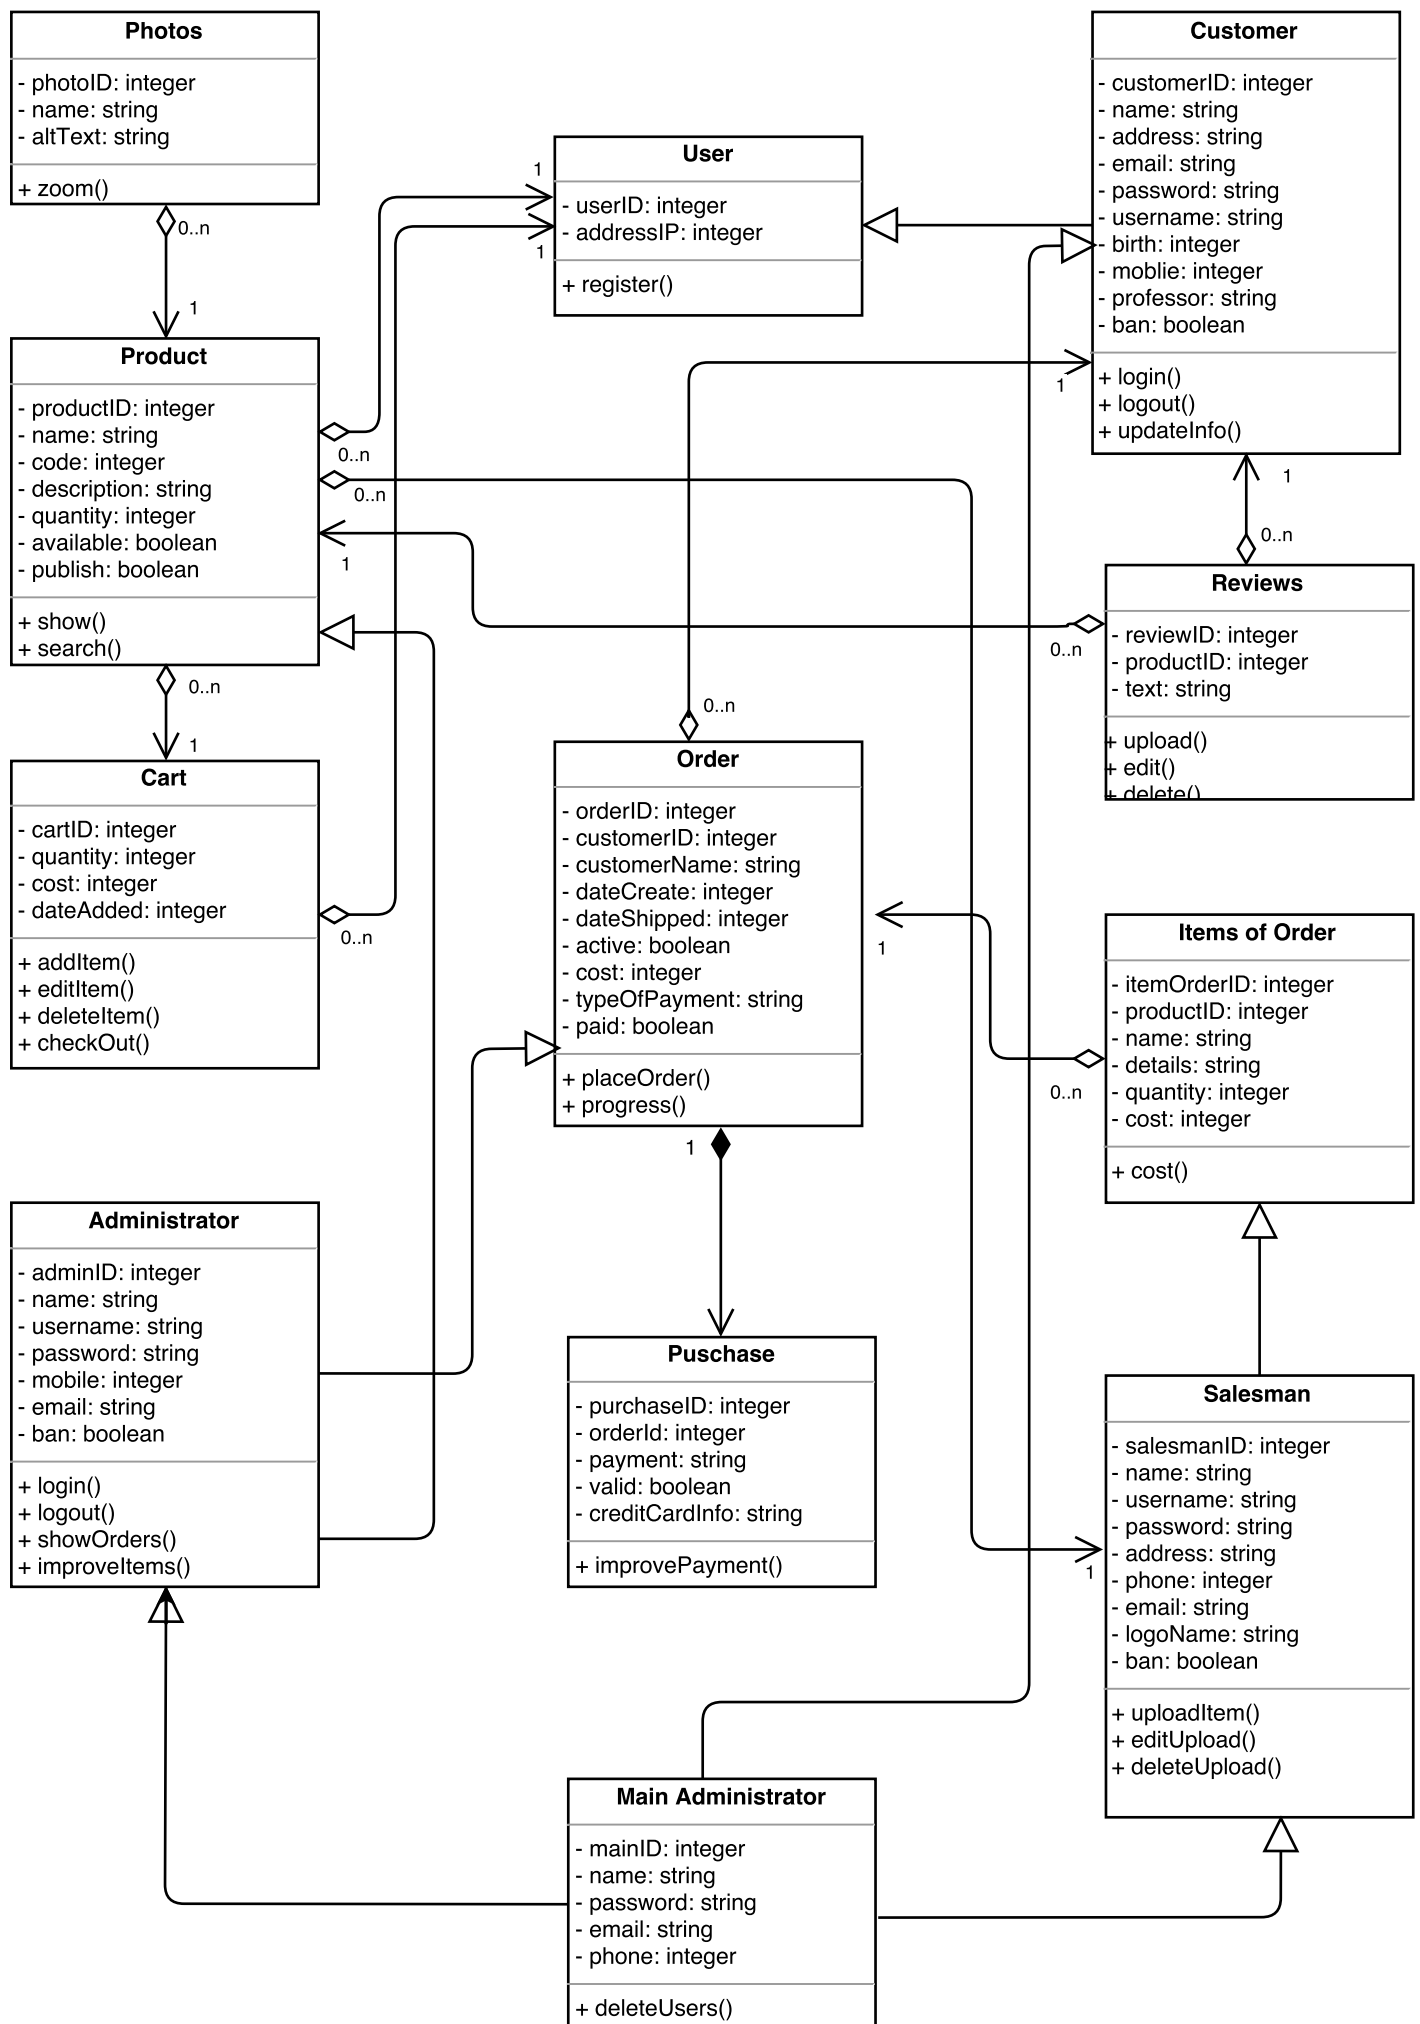 Photos
- photoID: integer
- name: string
- altText: string
+ zoom()
0..n
1
Customer
- customerID: integer
- name: string
- address: string
- email: string
- password: string
- username: string
- birth: integer
- moblie: integer
- professor: string
- ban: boolean
+ login()
+ logout()
+ updateInfo()
1
1
0..n
User
- userID: integer
- addressIP: integer
+ register()
1
1
Product
- productID: integer
- name: string
- code: integer
- description: string
- quantity: integer
- available: boolean
- publish: boolean
+ show()
+ search()
0..n
0..n
1
0..n
1
Reviews
- reviewID: integer
- productID: integer
- text: string
+ upload()
+ edit()
+ delete()
0..n
Cart
- cartID: integer
- quantity: integer
- cost: integer
- dateAdded: integer
+ addItem()
+ editItem()
+ deleteItem()
+ checkOut()
0..n
0..n
Order
- orderID: integer
- customerID: integer
- customerName: string
- dateCreate: integer
- dateShipped: integer
- active: boolean
- cost: integer
- typeOfPayment: string
- paid: boolean
+ placeOrder()
+ progress()
1
1
Items of Order
- itemOrderID: integer
- productID: integer
- name: string
- details: string
- quantity: integer
- cost: integer
+ cost()
0..n
Administrator
- adminID: integer
- name: string
- username: string
- password: string
- mobile: integer
- email: string
- ban: boolean
+ login()
+ logout()
+ showOrders()
+ improveItems()
Puschase
- purchaseID: integer
- orderId: integer
- payment: string
- valid: boolean
- creditCardInfo: string
+ improvePayment()
Salesman
- salesmanID: integer
- name: string
- username: string
- password: string
- address: string
- phone: integer
- email: string
- logoName: string
- ban: boolean
+ uploadItem()
+ editUpload()
+ deleteUpload()
1
Main Administrator
- mainID: integer
- name: string
- password: string
- email: string
- phone: integer
+ deleteUsers()